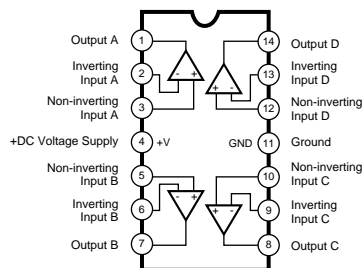 Output A
1
14
Output D
Inverting
Input A
2
- +
+ -
13
Inverting
Input D
Non-inverting
Input A
3
12
Non-inverting
Input D
+DC Voltage Supply
4
+V
GND
11
Ground
Non-inverting
Input B
5
10
Non-inverting
Input C
Inverting
Input B
6
- +
+ -
9
Inverting
Input C
Output B
7
8
Output C